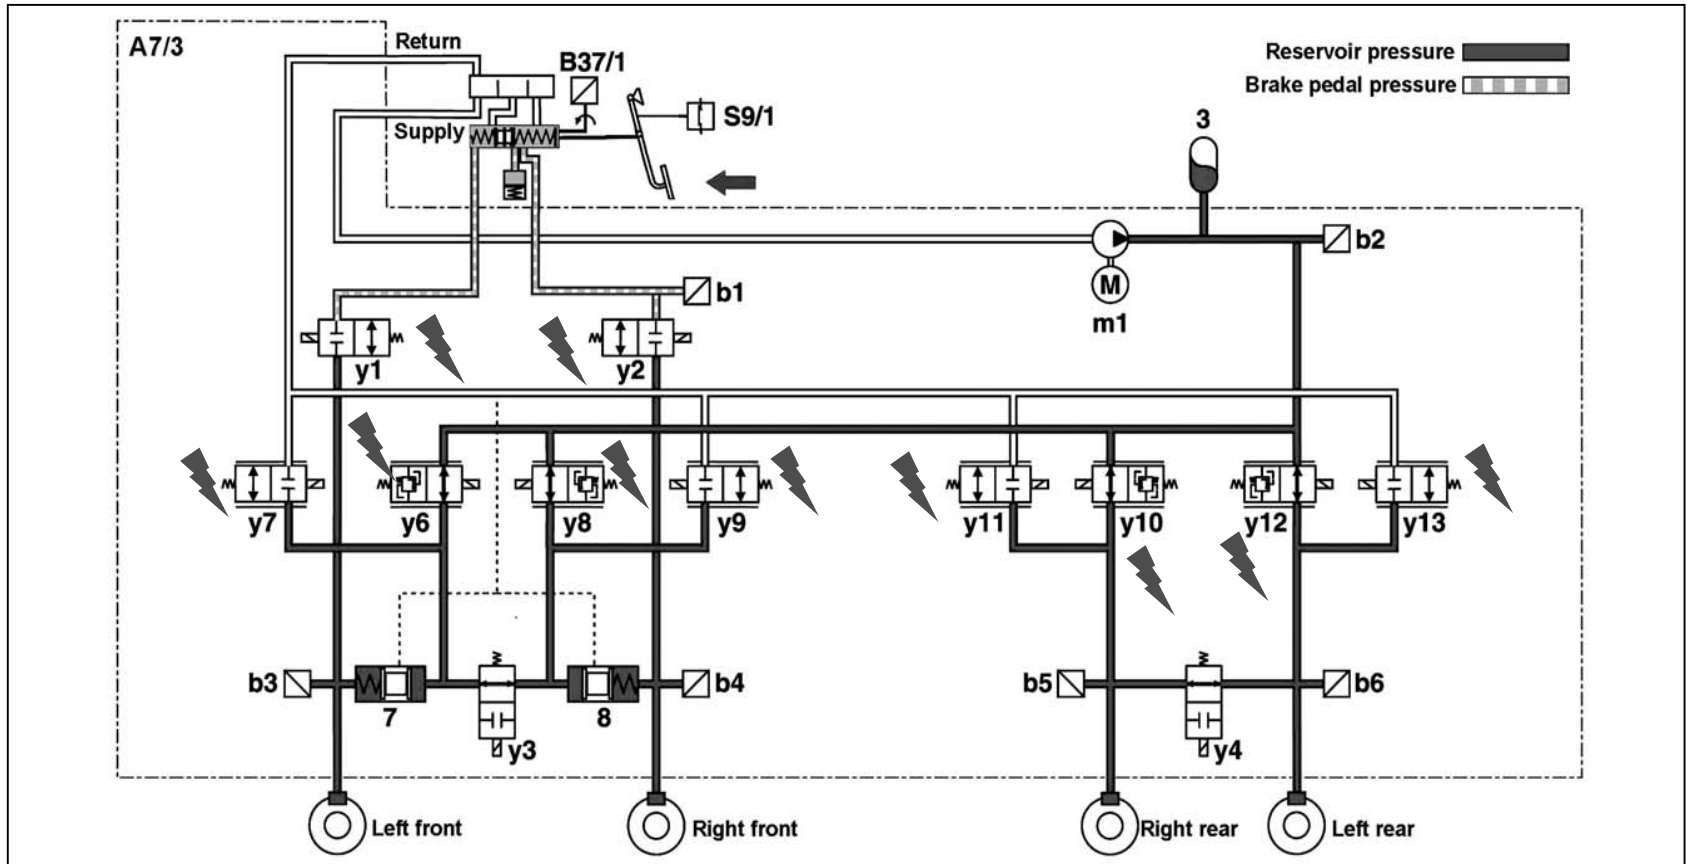 A7/3
Return
B37/1
Reservoir pressure
Brake pedal pressure
Supply
S9/1
3
b2
b1
M
m1
y1
y2
y7
y6
y8
y9
y11
y10
y12
y13
b3
7
8
b4
b5
b6
y3
y4
Left front
Right front
Right rear
Left rear